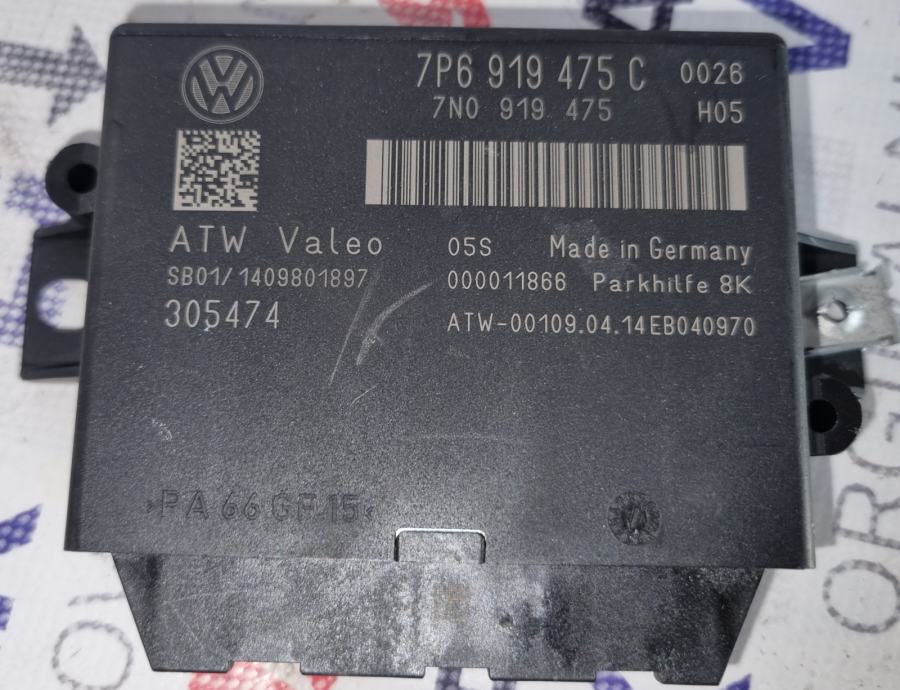 7P6 919 475 C 0026
7N0 919 475 H05
ATW Valeo 05S Made in Germany
SB01/1409801897 000011866 Parkhilfe 8K
305474 ATW-00109.04.14EB040970
>PA 66 GF 15<